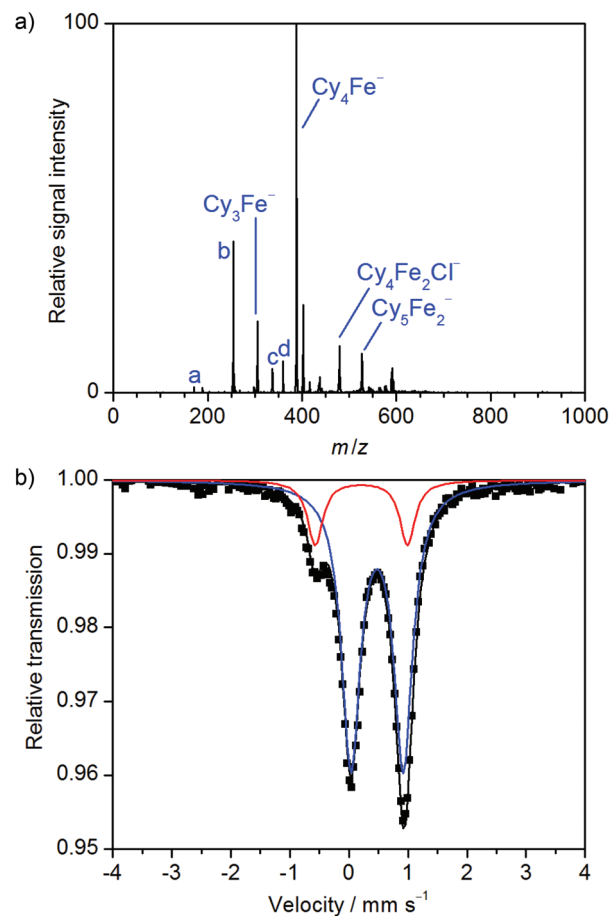 a)
100
Relative signal intensity
0
Cy₄Fe⁻
Cy₃Fe⁻
b
Cy₄Fe₂Cl⁻
Cy₅Fe₂⁻
a
c
d
0 200 400 600 800 1000
m/z
b)
1.00
0.99
0.98
0.97
0.96
0.95
Relative transmission
-4 -3 -2 -1 0 1 2 3 4
Velocity / mm s⁻¹